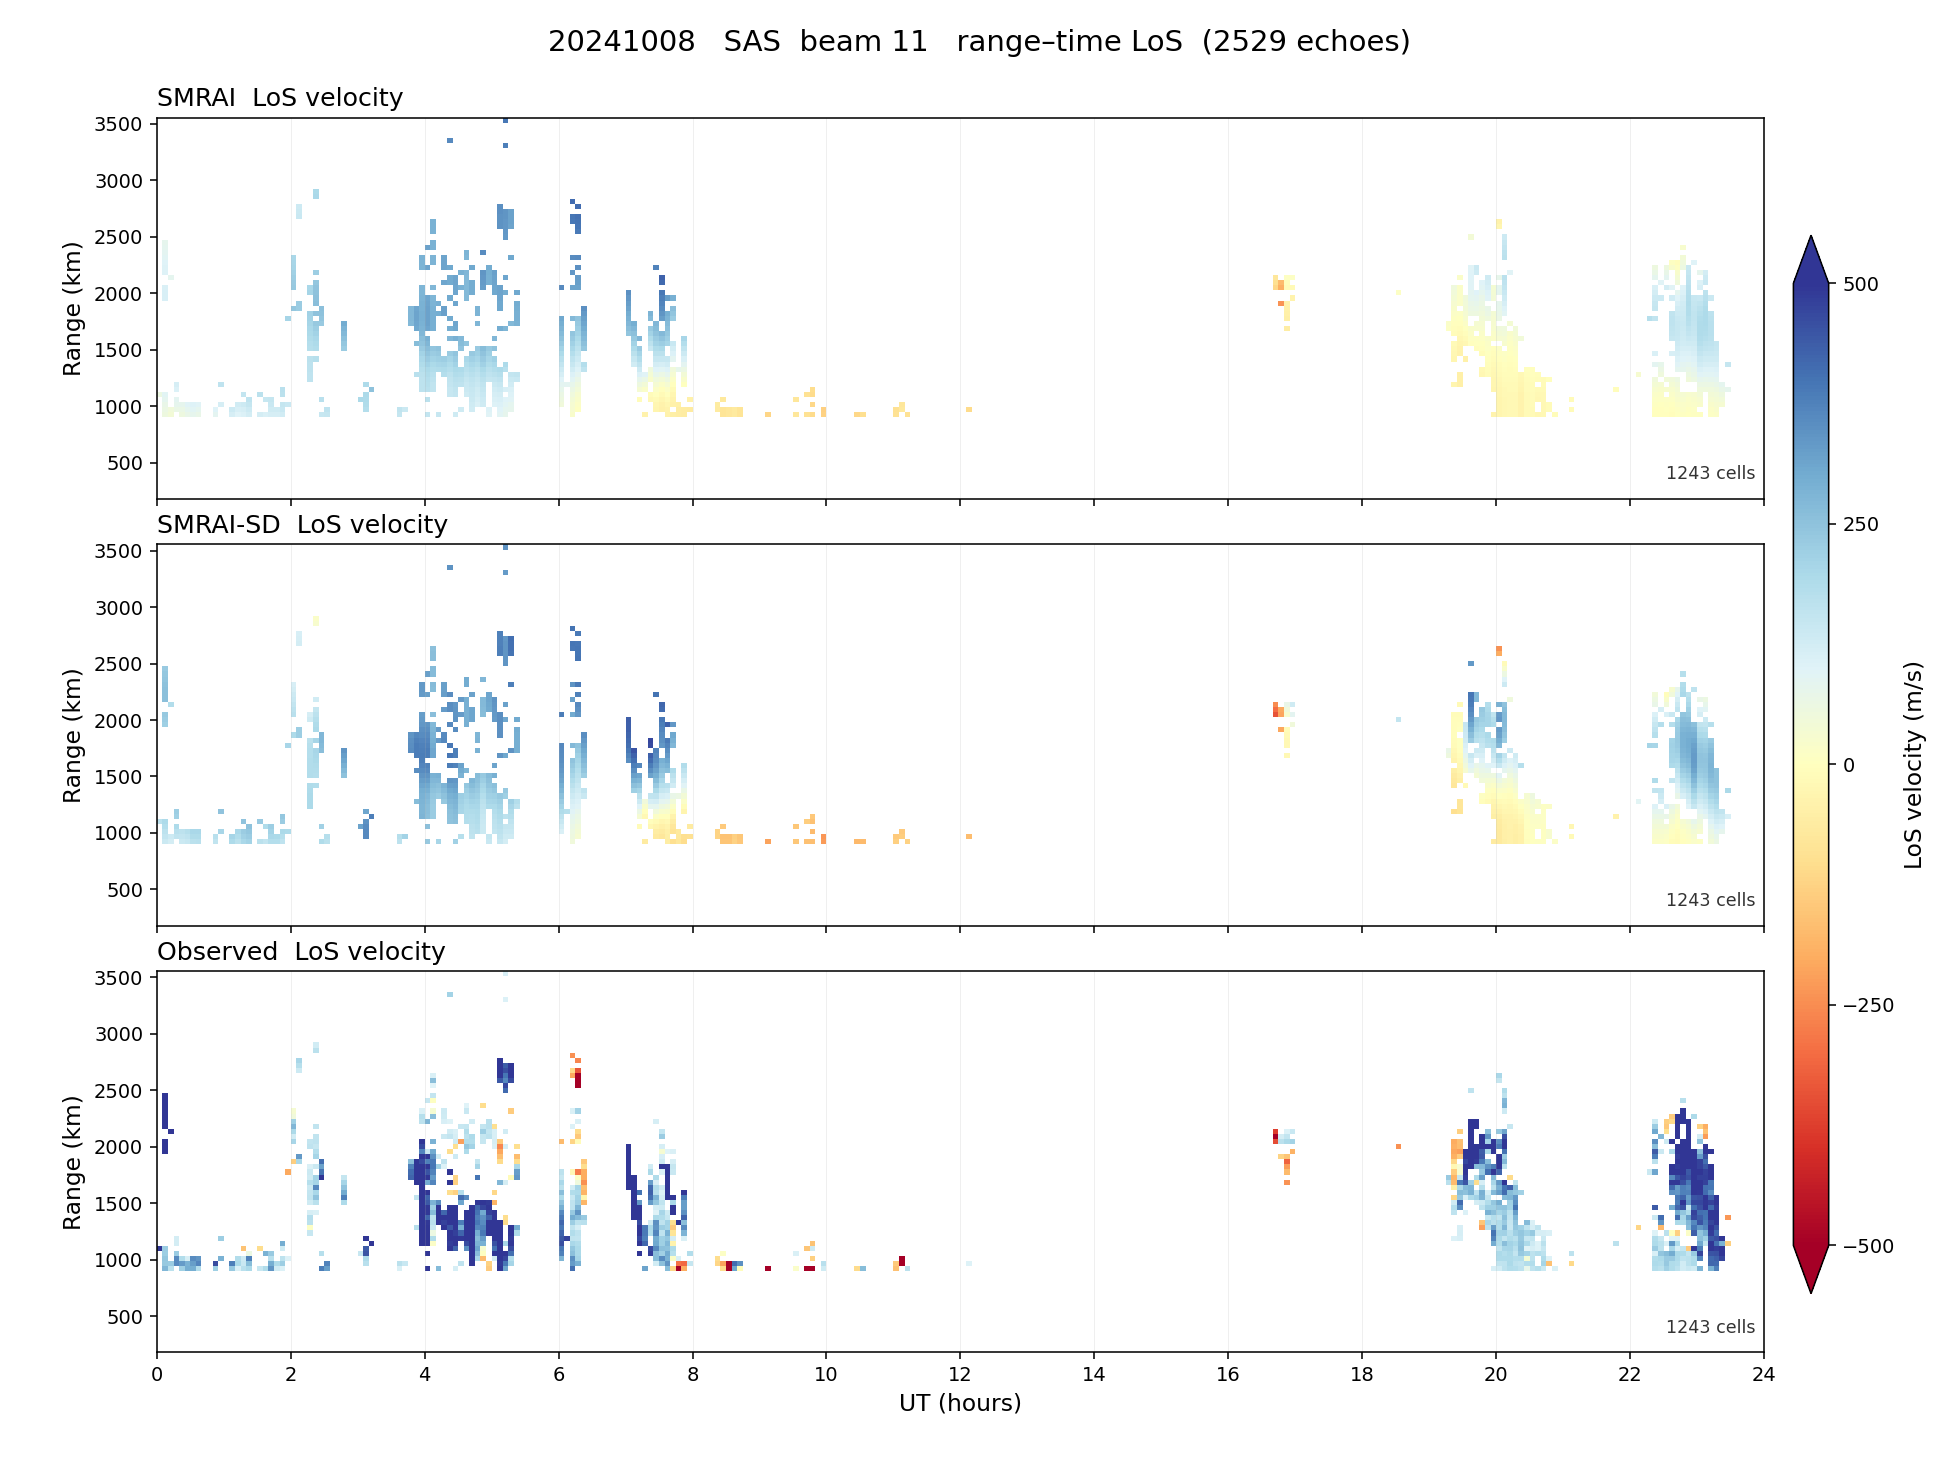 20241008   SAS  beam 11   range–time LoS  (2529 echoes)
SMRAI  LoS velocity
3500
3000
2500
2000
1500
1000
500
Range (km)
1243 cells
SMRAI-SD  LoS velocity
3500
3000
2500
2000
1500
1000
500
Range (km)
1243 cells
Observed  LoS velocity
3500
3000
2500
2000
1500
1000
500
Range (km)
1243 cells
0 2 4 6 8 10 12 14 16 18 20 22 24
UT (hours)
500
250
0
−250
−500
LoS velocity (m/s)